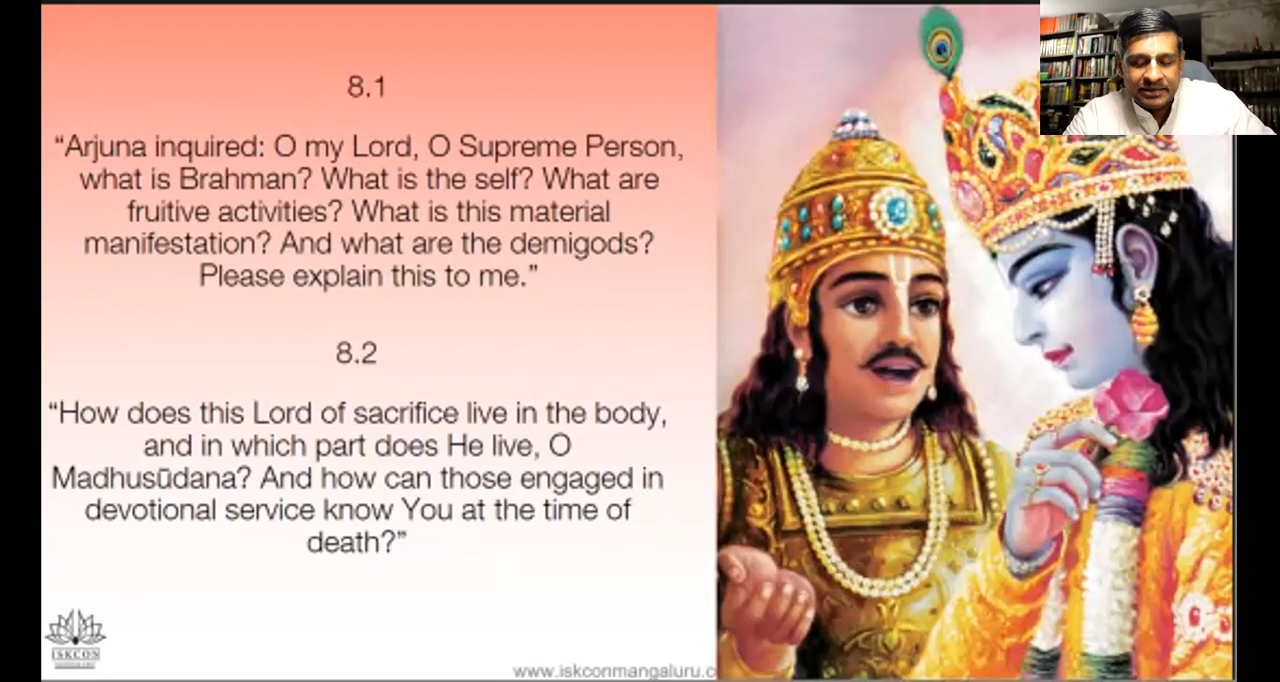 8.1
“Arjuna inquired: O my Lord, O Supreme Person,
what is Brahman? What is the self? What are
fruitive activities? What is this material
manifestation? And what are the demigods?
Please explain this to me.”
8.2
“How does this Lord of sacrifice live in the body,
and in which part does He live, O
Madhusūdana? And how can those engaged in
devotional service know You at the time of
death?”
ISKCON
www.iskconmangaluru.c